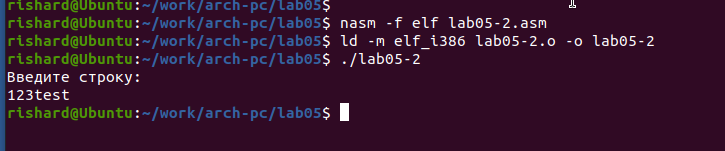 rishard@Ubuntu:~/work/arch-pc/lab05$
rishard@Ubuntu:~/work/arch-pc/lab05$ nasm -f elf lab05-2.asm
rishard@Ubuntu:~/work/arch-pc/lab05$ ld -m elf_i386 lab05-2.o -o lab05-2
rishard@Ubuntu:~/work/arch-pc/lab05$ ./lab05-2
Введите строку:
123test
rishard@Ubuntu:~/work/arch-pc/lab05$